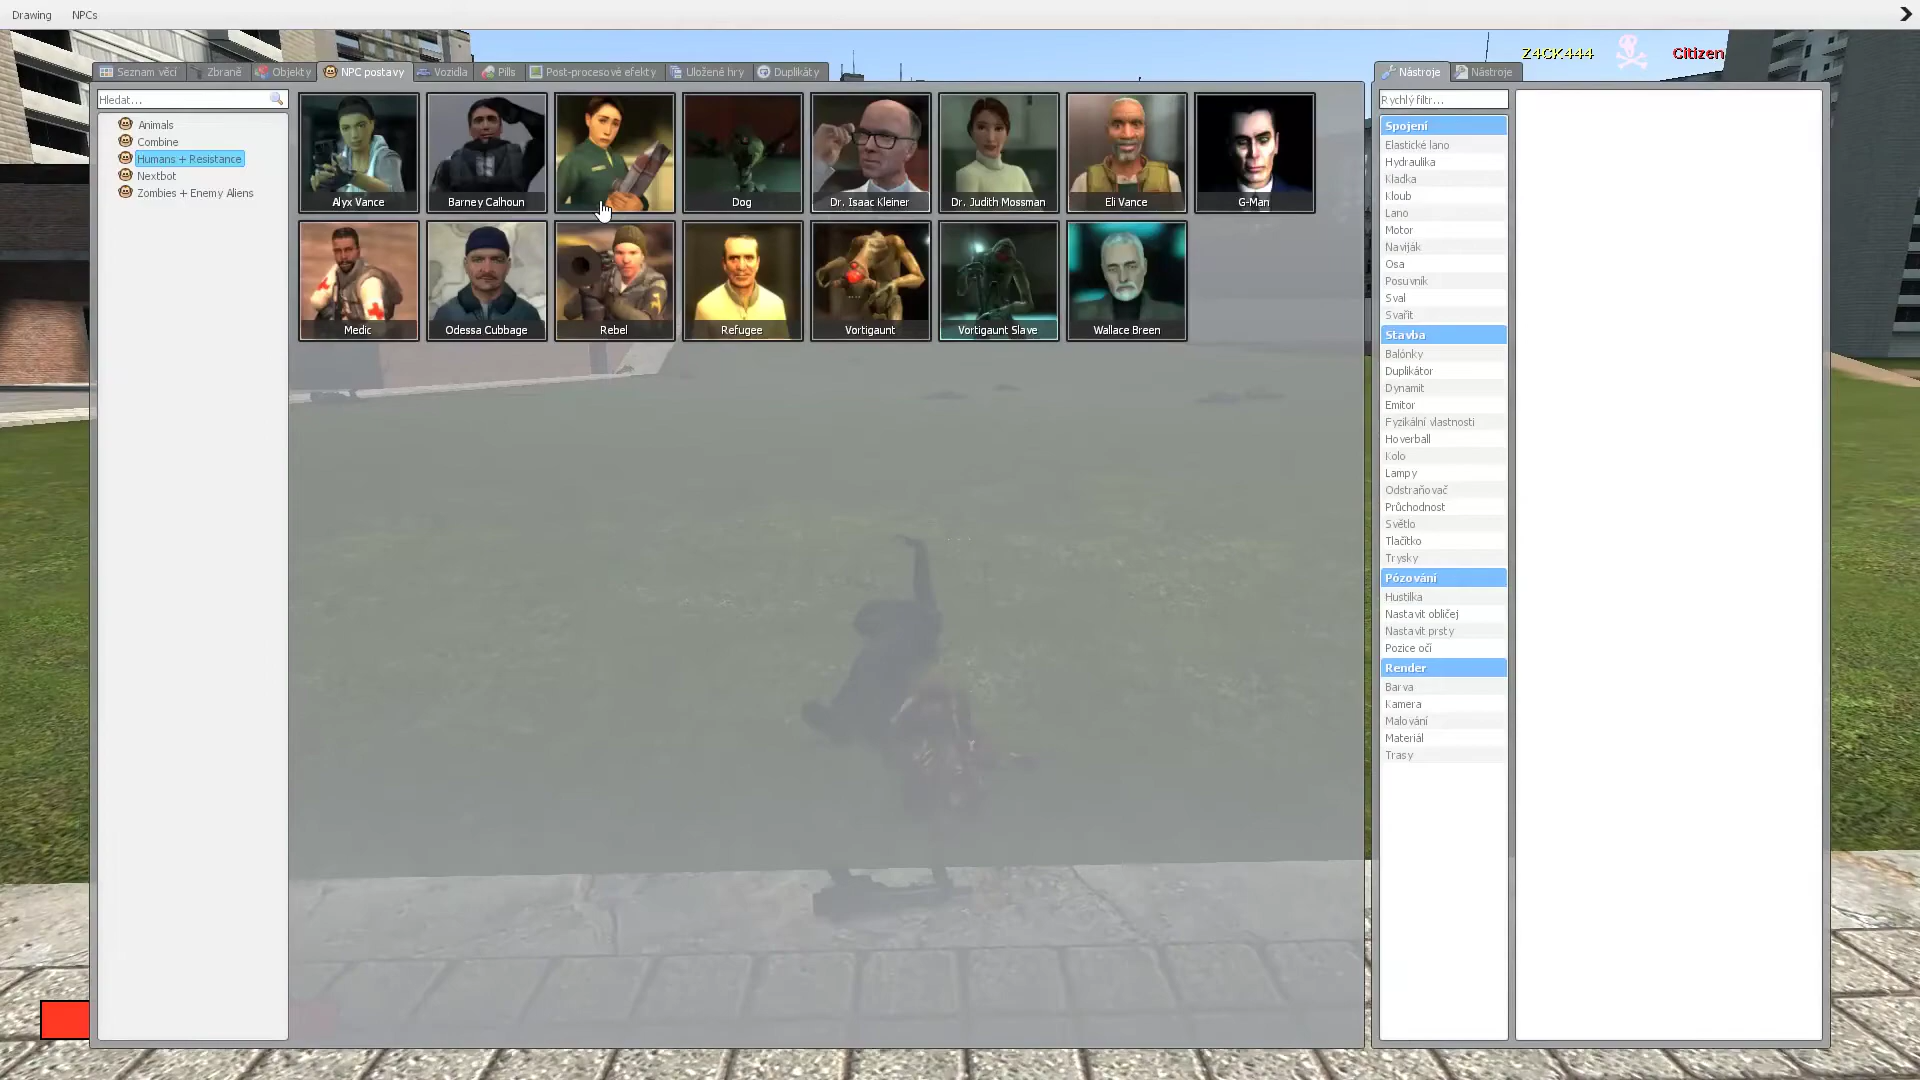 Drawing NPCs
Z4CK444 Citizen
Seznam věcí Zbraně Objekty NPC postavy Vozidla Pills Post-procesové efekty Uložené hry Duplikáty
Nástroje Nástroje
Hledat...
Animals
Combine
Humans + Resistance
Nextbot
Zombies + Enemy Aliens
Alyx Vance Barney Calhoun Dog Dr. Isaac Kleiner Dr. Judith Mossman Eli Vance G-Man
Medic Odessa Cubbage Rebel Refugee Vortigaunt Vortigaunt Slave Wallace Breen
Rychlý filtr...
Spojení
Elastické lano
Hydraulika
Kladka
Kloub
Lano
Motor
Naviják
Osa
Posuvník
Sval
Svařit
Stavba
Balónky
Duplikátor
Dynamit
Emitor
Fyzikální vlastnosti
Hoverball
Kolo
Lampy
Odstraňovač
Průchodnost
Světlo
Tlačítko
Trysky
Pózování
Hustilka
Nastavit obličej
Nastavit prsty
Pozice očí
Render
Barva
Kamera
Malování
Materiál
Trasy